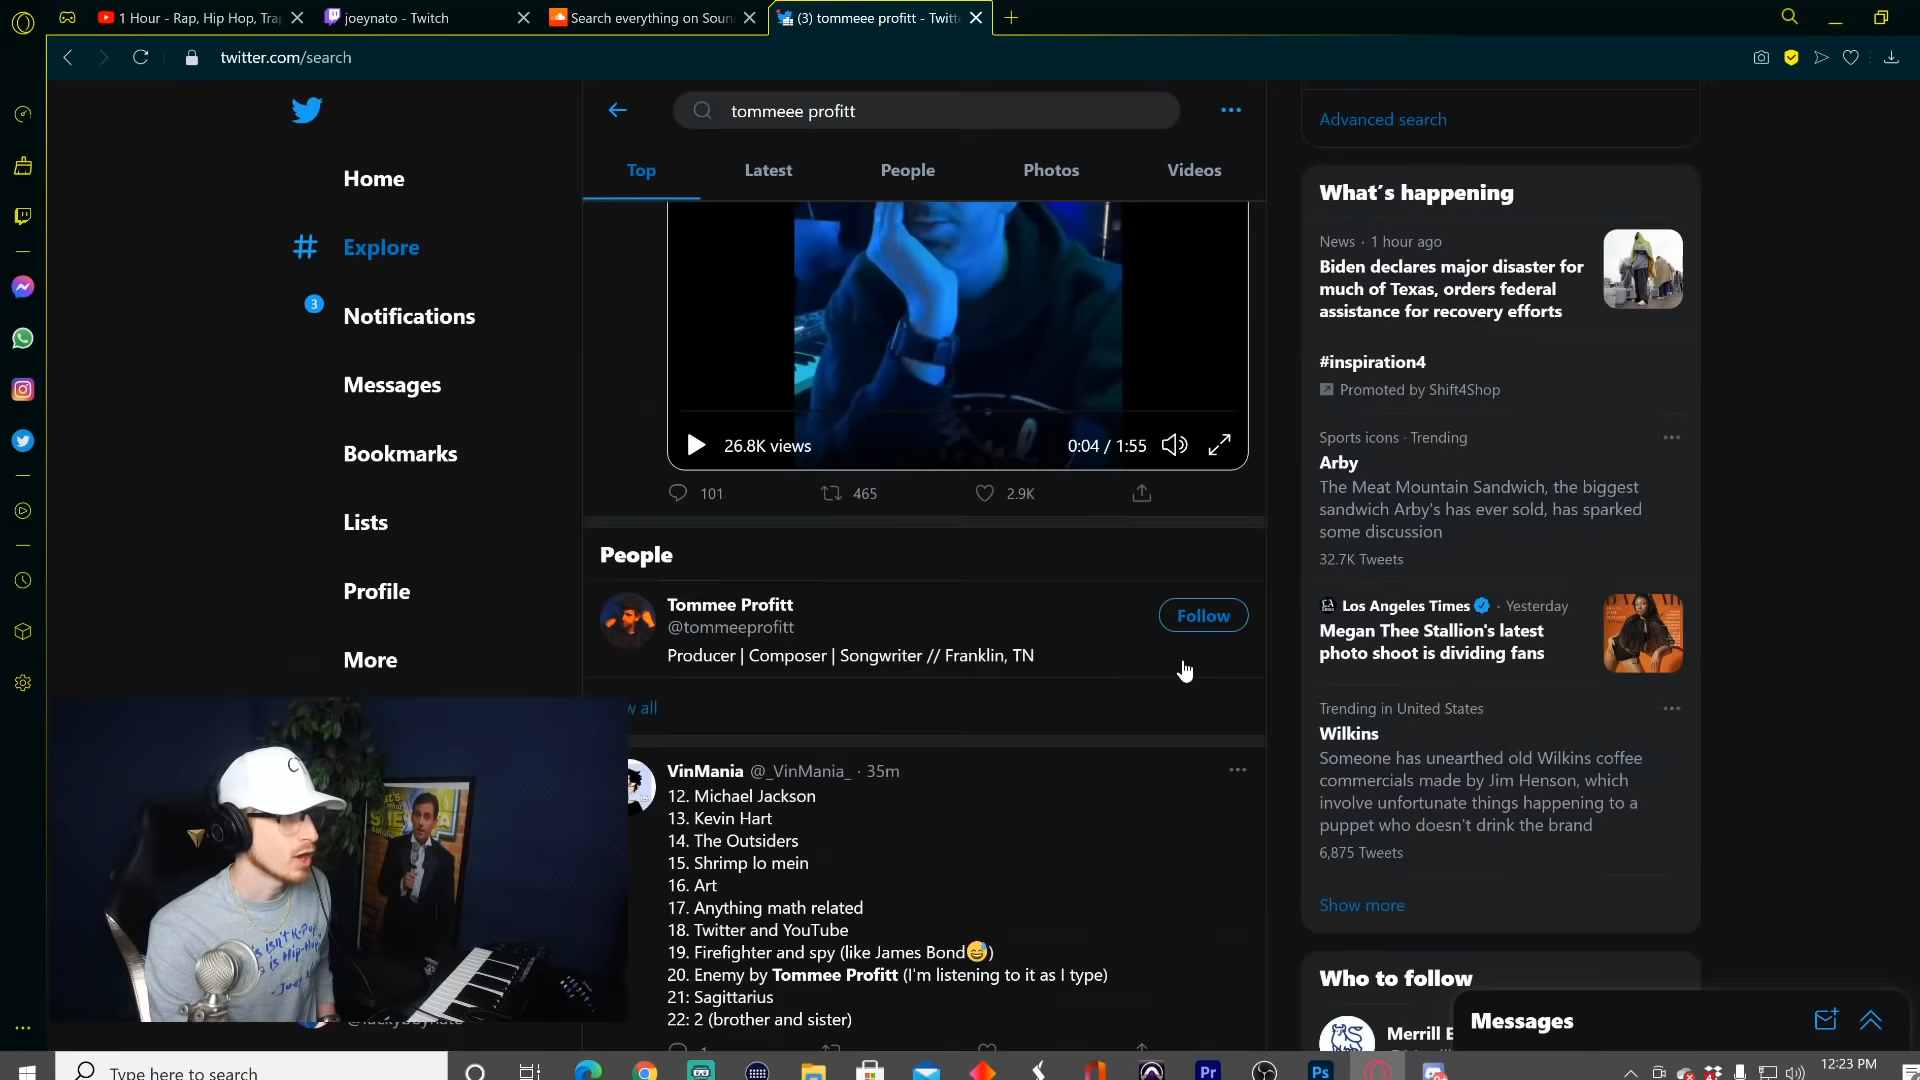 1 Hour - Rap, Hip Hop, Tra
joeynato - Twitch
Search everything on Soun
(3) tommeee profitt - Twitt
twitter.com/search
tommeee profitt
Top
Latest
People
Photos
Videos
Home
Explore
3
Notifications
Messages
Bookmarks
Lists
Profile
More
26.8K views
0:04 / 1:55
101
465
2.9K
People
Tommee Profitt
@tommeeprofitt
Producer | Composer | Songwriter // Franklin, TN
Follow
all
VinMania @_VinMania_ · 35m
12. Michael Jackson
13. Kevin Hart
14. The Outsiders
15. Shrimp lo mein
16. Art
17. Anything math related
18. Twitter and YouTube
19. Firefighter and spy (like James Bond😅)
20. Enemy by Tommee Profitt (I'm listening to it as I type)
21: Sagittarius
22: 2 (brother and sister)
Advanced search
What's happening
News · 1 hour ago
Biden declares major disaster for
much of Texas, orders federal
assistance for recovery efforts
#inspiration4
Promoted by Shift4Shop
Sports icons · Trending
Arby
The Meat Mountain Sandwich, the biggest
sandwich Arby's has ever sold, has sparked
some discussion
32.7K Tweets
Los Angeles Times · Yesterday
Megan Thee Stallion's latest
photo shoot is dividing fans
Trending in United States
Wilkins
Someone has unearthed old Wilkins coffee
commercials made by Jim Henson, which
involve unfortunate things happening to a
puppet who doesn't drink the brand
6,875 Tweets
Show more
Who to follow
Merrill
Messages
isn't K-Pop
is Hip-Hop
Type here to search
Pr
Ps
12:23 PM